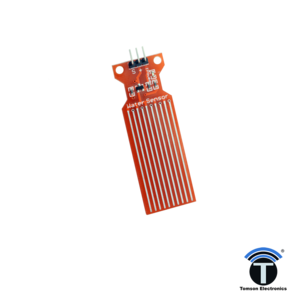 S + -
Water Sensor
T
Tomson Electronics